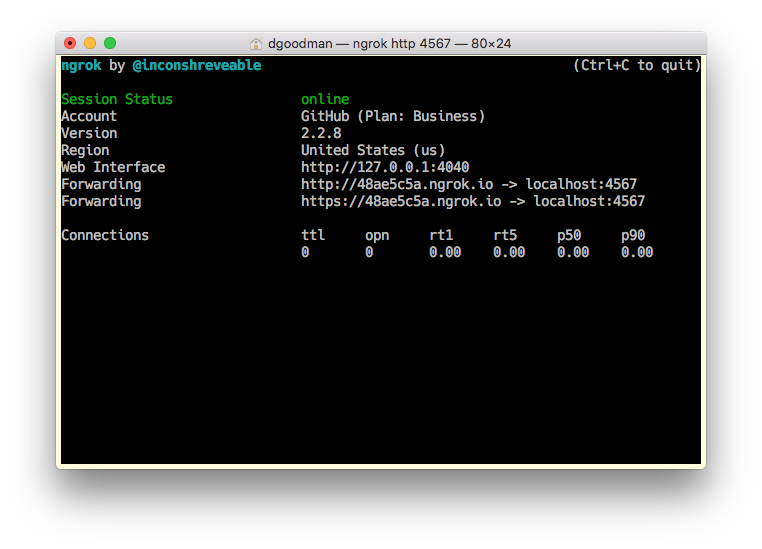 dgoodman — ngrok http 4567 — 80×24
ngrok by @inconshreveable (Ctrl+C to quit)
Session Status online
Account GitHub (Plan: Business)
Version 2.2.8
Region United States (us)
Web Interface http://127.0.0.1:4040
Forwarding http://48ae5c5a.ngrok.io -> localhost:4567
Forwarding https://48ae5c5a.ngrok.io -> localhost:4567
Connections ttl opn rt1 rt5 p50 p90
0 0 0.00 0.00 0.00 0.00